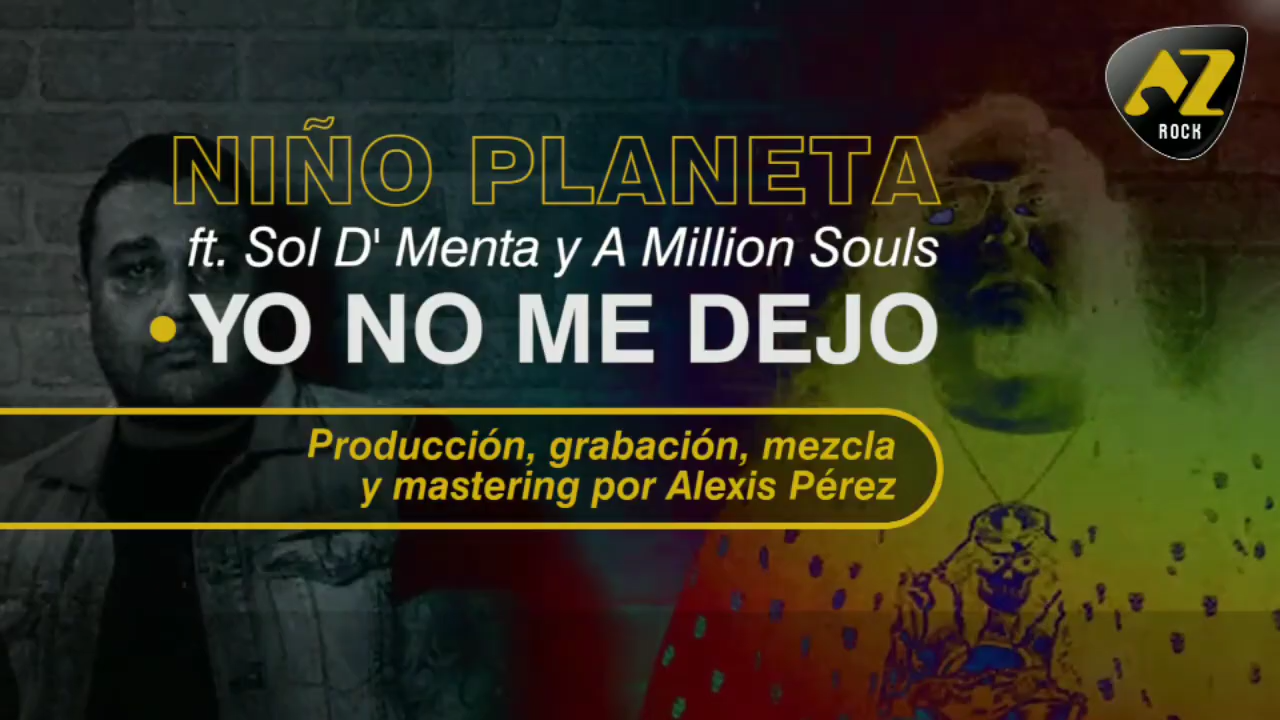 AZ
ROCK
NIÑO PLANETA
ft. Sol D' Menta y A Million Souls
YO NO ME DEJO
Producción, grabación, mezcla
y mastering por Alexis Pérez